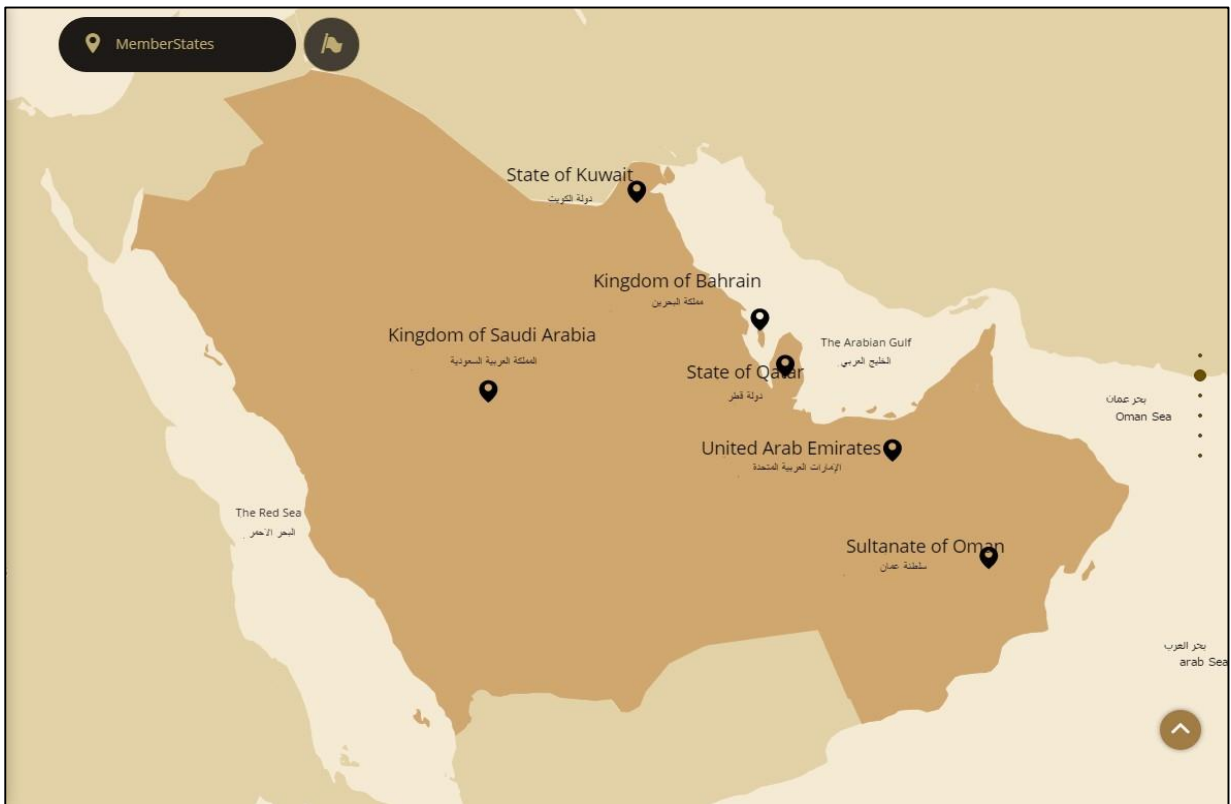 MemberStates
State of Kuwait
دولة الكويت
Kingdom of Bahrain
مملكة البحرين
Kingdom of Saudi Arabia
المملكة العربية السعودية
The Arabian Gulf
الخليج العربي
State of Qatar
دولة قطر
بحر عمان
Oman Sea
United Arab Emirates
الإمارات العربية المتحدة
The Red Sea
البحر الاحمر
Sultanate of Oman
سلطنة عمان
بحر العرب
arab Sea